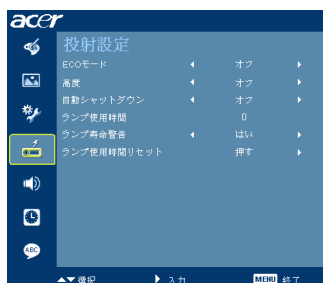 acer
投射設定
ECOモード ◀ オフ ▶
高度 ◀ オフ ▶
自動シャットダウン ◀ オフ ▶
ランプ使用時間 0
ランプ寿命警告 ◀ はい ▶
ランプ使用時間リセット 押す ▶
ABC
▲▼ 選択 ▶ 入力 MENU 終了